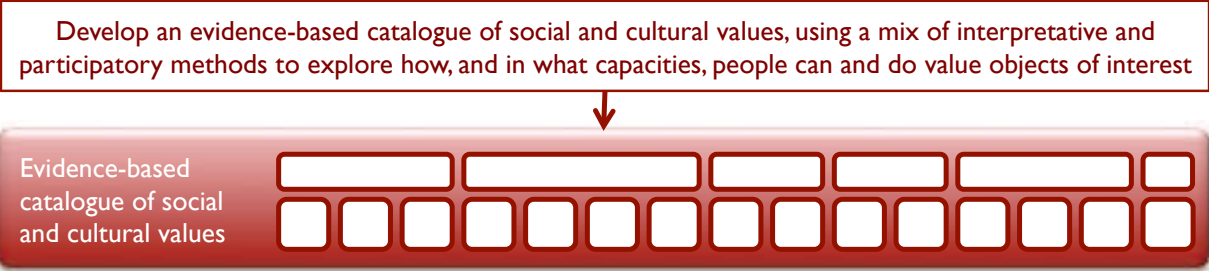 Develop an evidence-based catalogue of social and cultural values, using a mix of interpretative and
participatory methods to explore how, and in what capacities, people can and do value objects of interest
Evidence-based
catalogue of social
and cultural values